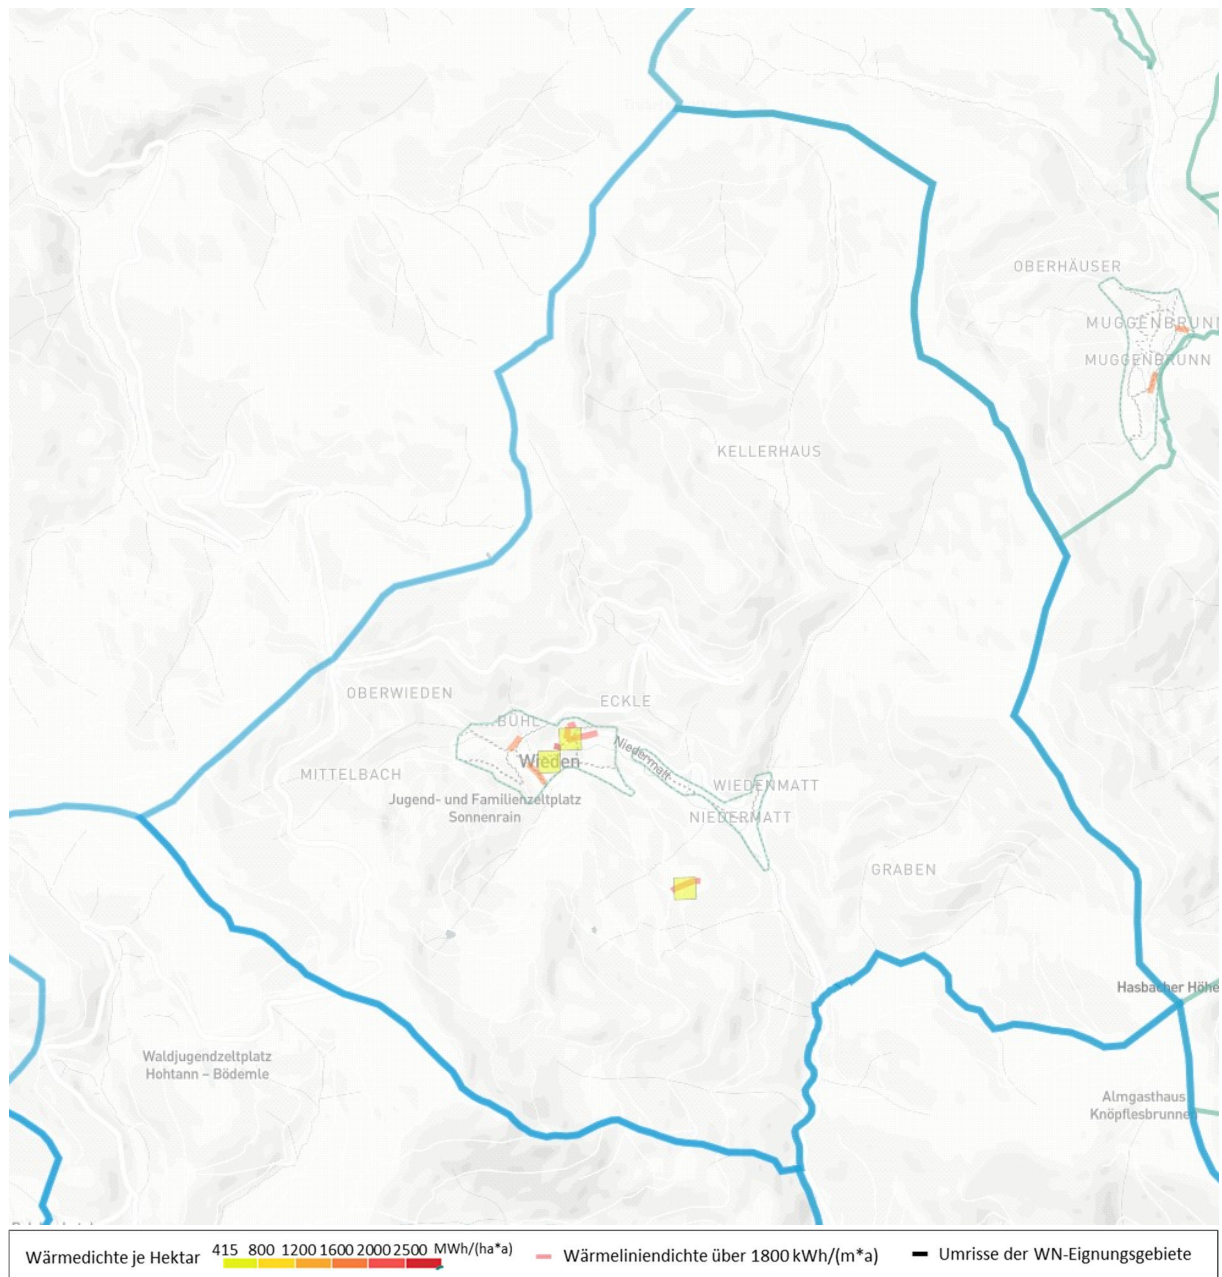 OBERHÄUSER
MUGGENBRUNN
MUGGENBRUNN
KELLERHAUS
OBERWIEDEN
ECKLE
BÜHL
Niedermatt
Wieden
MITTELBACH
WIEDENMATT
Jugend- und Familienzeltplatz
Sonnenrain
NIEDERMATT
GRABEN
Hasbacher Höhe
Waldjugendzeltplatz
Hohtann – Bödemle
Almgasthaus
Knöpflesbrunnen
Wärmedichte je Hektar 415 800 1200 1600 2000 2500 MWh/(ha*a) Wärmeliniendichte über 1800 kWh/(m*a) Umrisse der WN-Eignungsgebiete